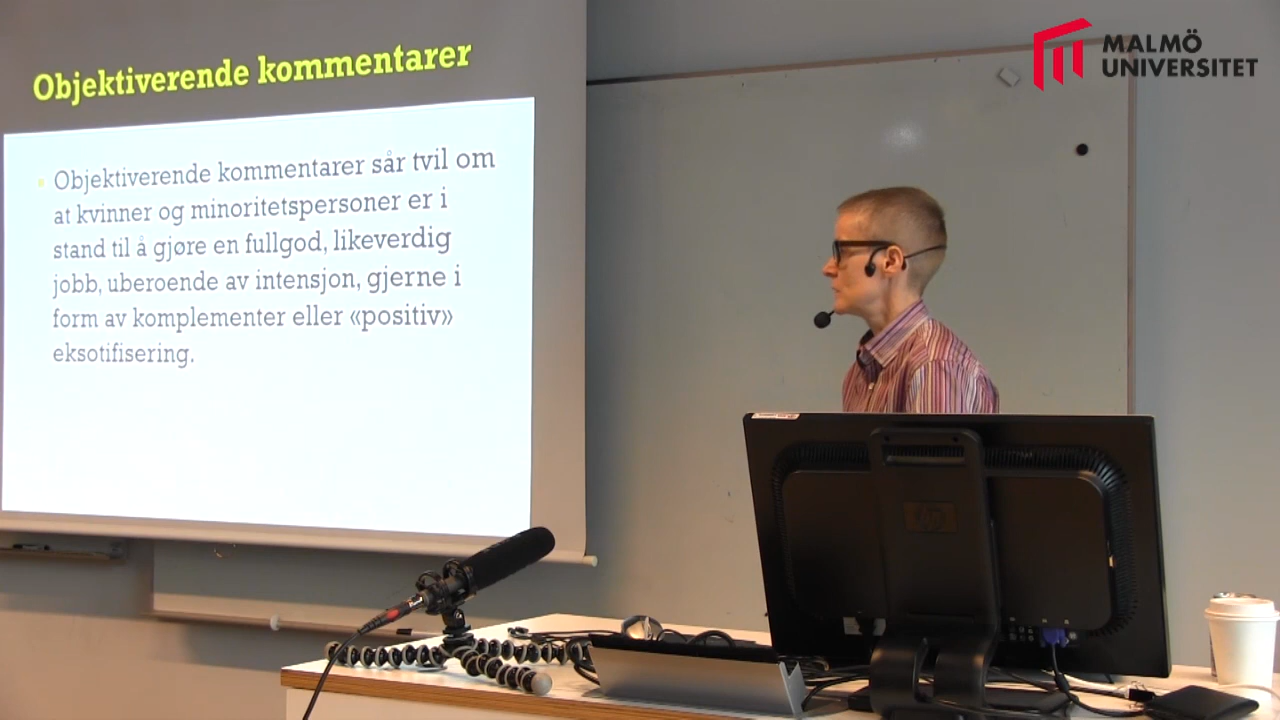 Objektiverende kommentarer
Objektiverende kommentarer sår tvil om
at kvinner og minoritetspersoner er i
stand til å gjøre en fullgod, likeverdig
jobb, uberoende av intensjon, gjerne i
form av komplementer eller «positiv»
eksotifisering.
MALMÖ
UNIVERSITET
hp